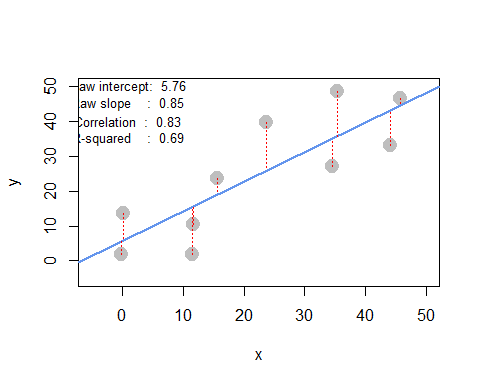 aw intercept: 5.76
aw slope : 0.85
Correlation : 0.83
R-squared : 0.69
50
40
30
20
10
0
y
0 10 20 30 40 50
x